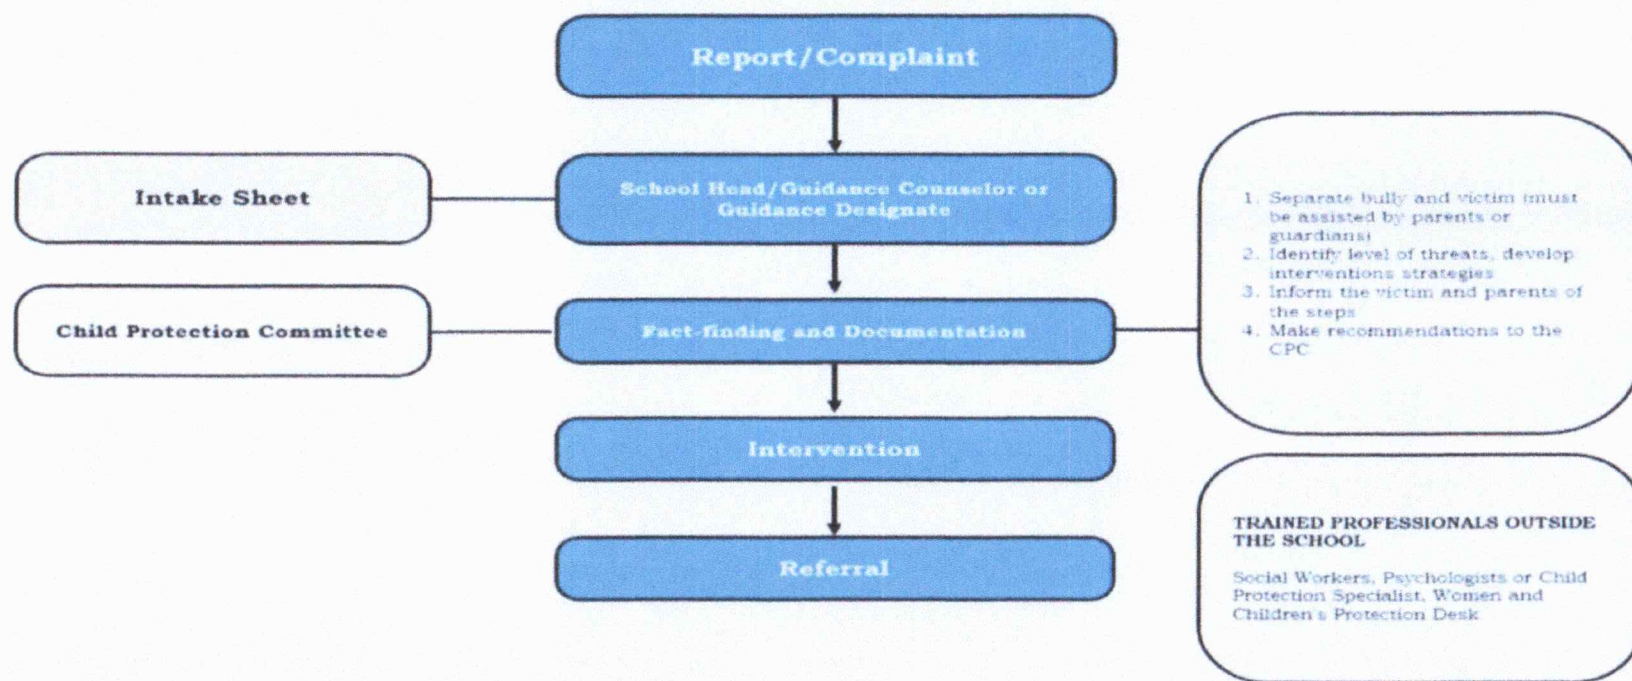 Report/Complaint
Intake Sheet
School Head/Guidance Counselor or
Guidance Designate
Child Protection Committee
Fact-finding and Documentation
1. Separate bully and victim (must
be assisted by parents or
guardians)
2. Identify level of threats, develop
interventions strategies
3. Inform the victim and parents of
the steps
4. Make recommendations to the
CPC
Intervention
Referral
TRAINED PROFESSIONALS OUTSIDE
THE SCHOOL
Social Workers, Psychologists or Child
Protection Specialist, Women and
Children's Protection Desk